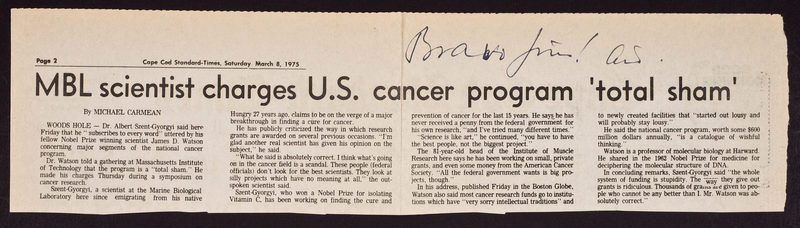 Bravo Jim!
Page 2
Cape Cod Standard-Times, Saturday, March 8, 1975
MBL scientist charges U.S. cancer program 'total sham'
By MICHAEL CARMEAN
WOODS HOLE — Dr. Albert Szent-Gyorgyi said here
Friday that he "subscribes to every word" uttered by his
fellow Nobel Prize winning scientist James D. Watson
concerning major segments of the national cancer
program.
Dr. Watson told a gathering at Massachusetts Institute
of Technology that the program is a "total sham." He
made his charges Thursday during a symposium on
cancer research.
Szent-Gyorgyi, a scientist at the Marine Biological
Laboratory here since emigrating from his native
Hungry 27 years ago, claims to be on the verge of a major
breakthrough in finding a cure for cancer.
He has publicly criticized the way in which research
grants are awarded on several previous occasions. "I'm
glad another real scientist has given his opinion on the
subject," he said.
"What he said is absolutely correct. I think what's going
on in the cancer field is a scandal. These people (federal
officials) don't look for the best scientists. They look at
silly projects which have no meaning at all," the out-
spoken scientist said.
Szent-Gyorgy, who won a Nobel Prize for isolating
Vitamin C, has been working on finding the cure and
prevention of cancer for the last 15 years. He says he has
never received a penny from the federal government for
his own research, "and I've tried many different times."
"Science is like art," he continued, "you have to have
the best people, not the biggest project."
The 81-year-old head of the Institute of Muscle
Research here says he has been working on small, private
grants, and even some money from the American Cancer
Society. "All the federal government wants is big pro-
jects, though."
In his address, published Friday in the Boston Globe,
Watson also said most cancer research funds go to institu-
tions which have "very sorry intellectual traditions" and
to newly created facilities that "started out lousy and
will probably stay lousy."
He said the national cancer program, worth some $600
million dollars annually, "is a catalogue of wishful
thinking."
Watson is a professor of molecular biology at Harward.
He shared in the 1962 Nobel Prize for medicine for
deciphering the molecular structure of DNA.
In concluding remarks, Szent-Gyorgyi said "the whole
system of funding is stupidity. The way they give out
grants is ridiculous. Thousands of grants are given to peo-
ple who cannot be any better than I. Mr. Watson was ab-
solutely correct."